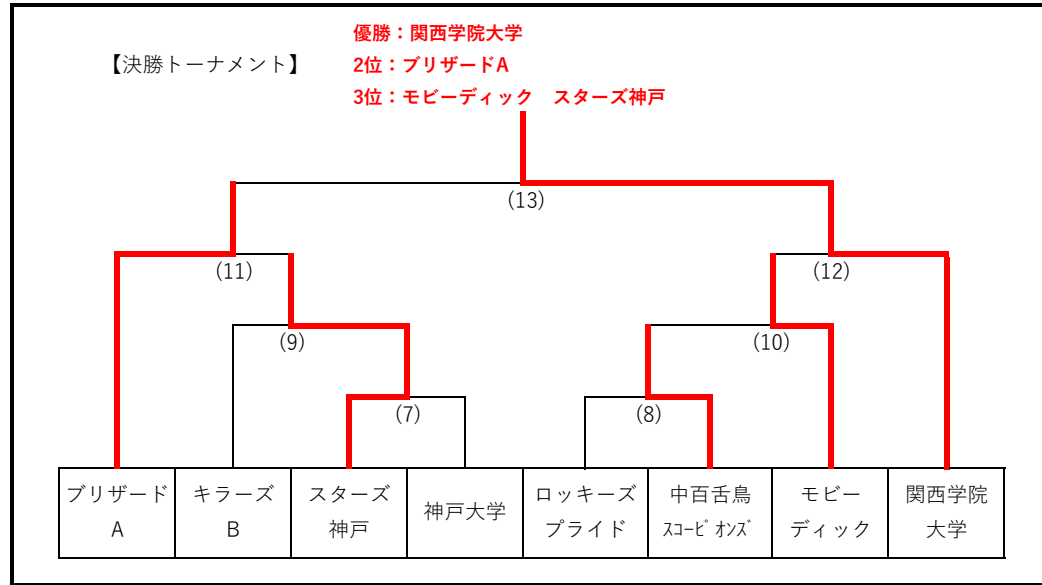 優勝：関西学院大学
【決勝トーナメント】
2位：ブリザードA
3位：モビーディック　スターズ神戸
(13)
(11)
(12)
(9)
(10)
(7)
(8)
ブリザード
A
キラーズ
B
スターズ
神戸
神戸大学
ロッキーズ
プライド
中百舌鳥
ｽｺｰﾋﾟｵﾝｽﾞ
モビー
ディック
関西学院
大学